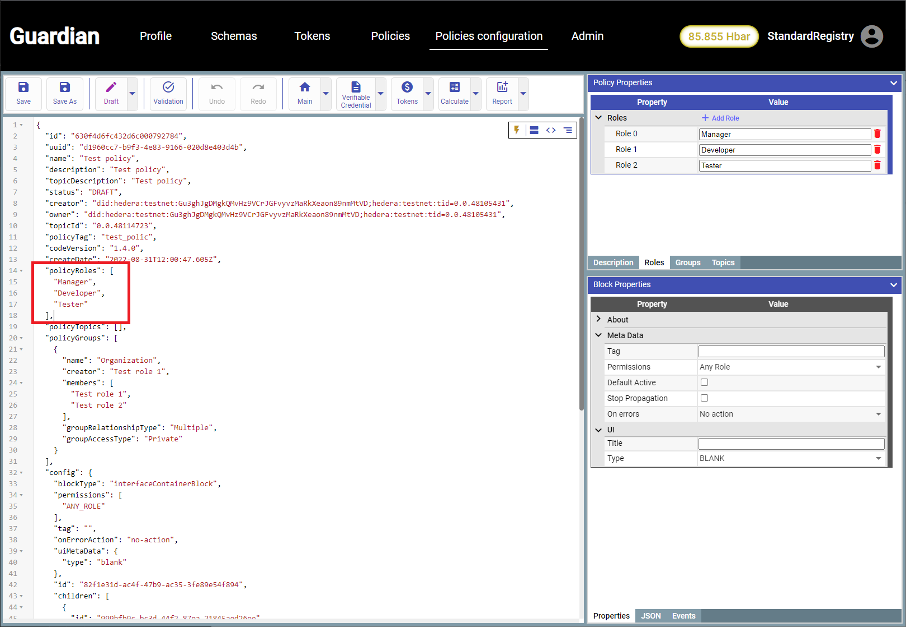 Guardian
Profile
Schemas
Tokens
Policies
Policies configuration
Admin
85.855 Hbar
StandardRegistry
Save
Save As
Draft
Validation
Undo
Redo
Main
Verifiable
Credential
Tokens
Calculate
Report
1 {
2 "id": "630f4d6fc432d6c000792784",
3 "uuid": "d1960cc7-b9f3-4e83-9166-020d8e403d4b",
4 "name": "Test policy",
5 "description": "Test policy",
6 "topicDescription": "Test policy",
7 "status": "DRAFT",
8 "creator": "did:hedera:testnet:Gu3ghJgDMgkQMvHz9VCrJGFvyvzMaRkXeaon89nmMtVD;hedera:testnet:tid=0.0.48105431",
9 "owner": "did:hedera:testnet:Gu3ghJgDMgkQMvHz9VCrJGFvyvzMaRkXeaon89nmMtVD;hedera:testnet:tid=0.0.48105431",
10 "topicId": "0.0.48114723",
11 "policyTag": "test_polic",
12 "codeVersion": "1.4.0",
13 "createDate": "2022-08-31T12:00:47.605Z",
14 "policyRoles": [
15 "Manager",
16 "Developer",
17 "Tester"
18 ],
19 "policyTopics": [],
20 "policyGroups": [
21 {
22 "name": "Organization",
23 "creator": "Test role 1",
24 "members": [
25 "Test role 1",
26 "Test role 2"
27 ],
28 "groupRelationshipType": "Multiple",
29 "groupAccessType": "Private"
30 }
31 ],
32 "config": {
33 "blockType": "interfaceContainerBlock",
34 "permissions": [
35 "ANY_ROLE"
36 ],
37 "tag": "",
38 "onErrorAction": "no-action",
39 "uiMetaData": {
40 "type": "blank"
41 },
42 "id": "82f1e31d-ac4f-47b9-ac35-3fe89e54f894",
43 "children": [
44 {
45 "id":
Policy Properties
Property Value
Roles + Add Role
Role 0 Manager
Role 1 Developer
Role 2 Tester
Description Roles Groups Topics
Block Properties
Property Value
About
Meta Data
Tag
Permissions Any Role
Default Active
Stop Propagation
On errors No action
UI
Title
Type BLANK
Properties JSON Events